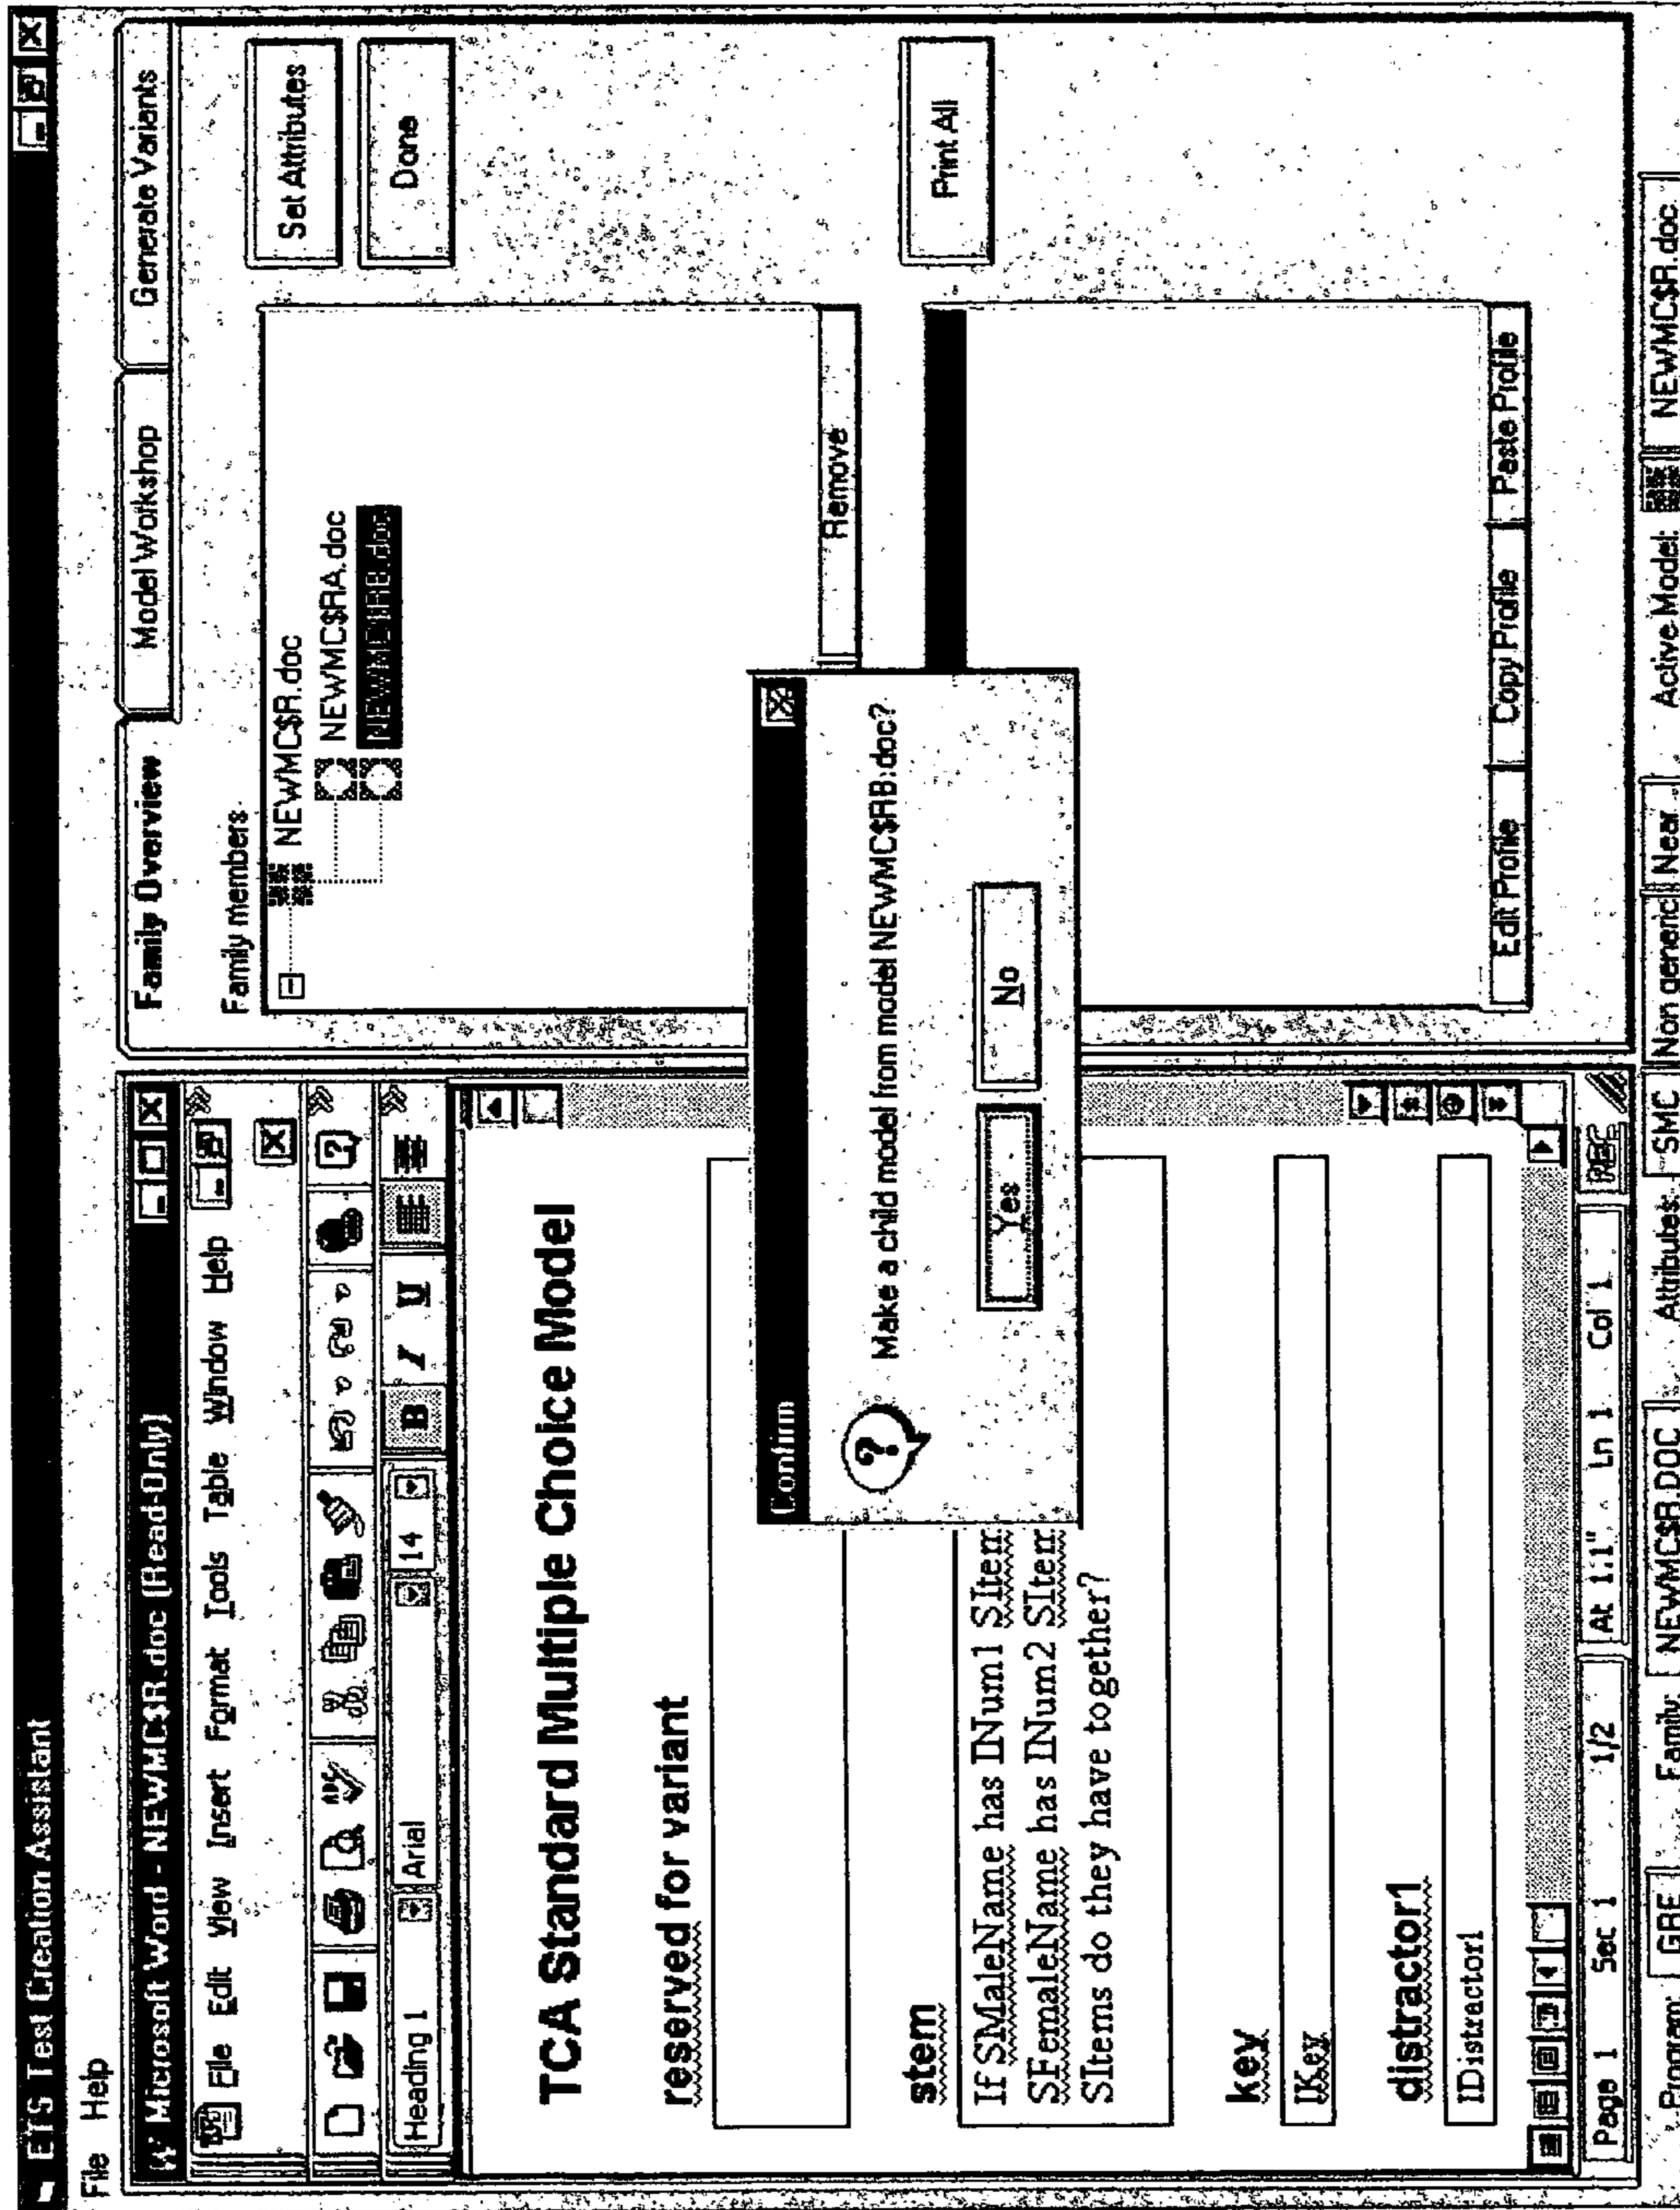 ETS Test Creation Assistant
File Help
Microsoft Word - NEWMC$R.doc (Read-Only)
File Edit View Insert Format Tools Table Window Help
Heading 1 Arial 14 B I U
TCA Standard Multiple Choice Model
reserved for variant
stem
If SMaleName has INum1 SItem
SFemaleName has INum2 SItem
SItems do they have together?
key
IKey
distractor1
IDistractor1
Page 1 Sec 1 1/2 At 1.1" Ln 1 Col 1 REC
Family Overview Model Workshop Generate Variants
Family members
NEWMC$R.doc
NEWMC$RA.doc
NEWMC$RB.doc
Remove
Set Attributes
Done
Print All
Edit Profile Copy Profile Paste Profile
Confirm
Make a child model from model NEWMC$RB.doc?
Yes No
Program: GRE Family: NEWMC$R.DOC Attributes: SMC Non generic Near Active Model: NEWMC$R.doc